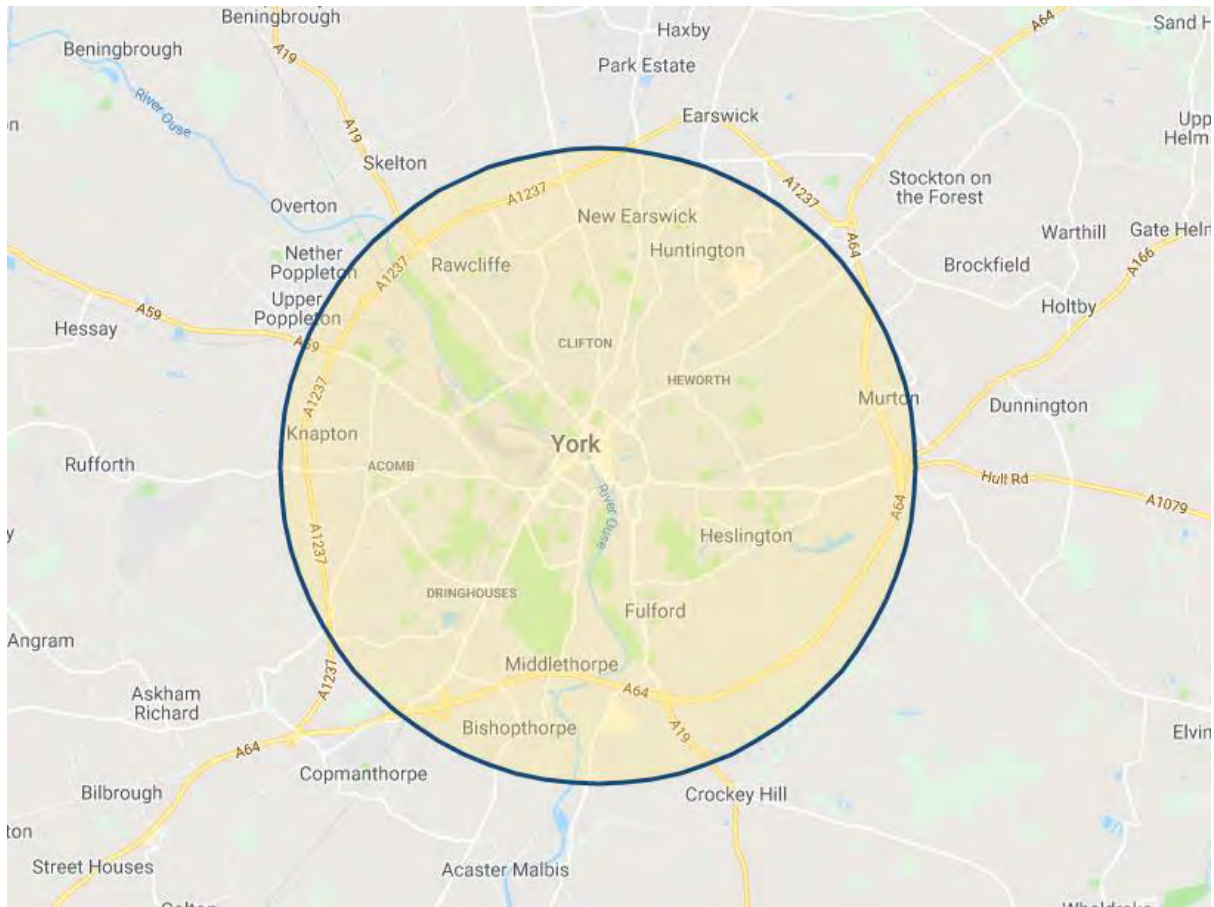 Beningbrough
Sand H
A64
Haxby
Beningbrough
A19
Park Estate
River Ouse
Earswick
Upp
Helm
on
A19
Skelton
A1237
Stockton on
the Forest
A1237
Overton
New Earswick
Warthill
Gate Helm
A64
Nether
Poppleton
Huntington
Rawcliffe
Brockfield
A166
A1237
Upper
Poppleton
Holtby
A59
Hessay
A59
CLIFTON
HEWORTH
A1237
Murton
Dunnington
Knapton
York
Rufforth
ACOMB
Hull Rd
River Ouse
A64
A1079
y
A1237
Heslington
DRINGHOUSES
Fulford
Angram
Middlethorpe
A1237
A64
Askham
Richard
Bishopthorpe
A19
Elvin
A64
Copmanthorpe
Bilbrough
Crockey Hill
ton
Street Houses
Acaster Malbis